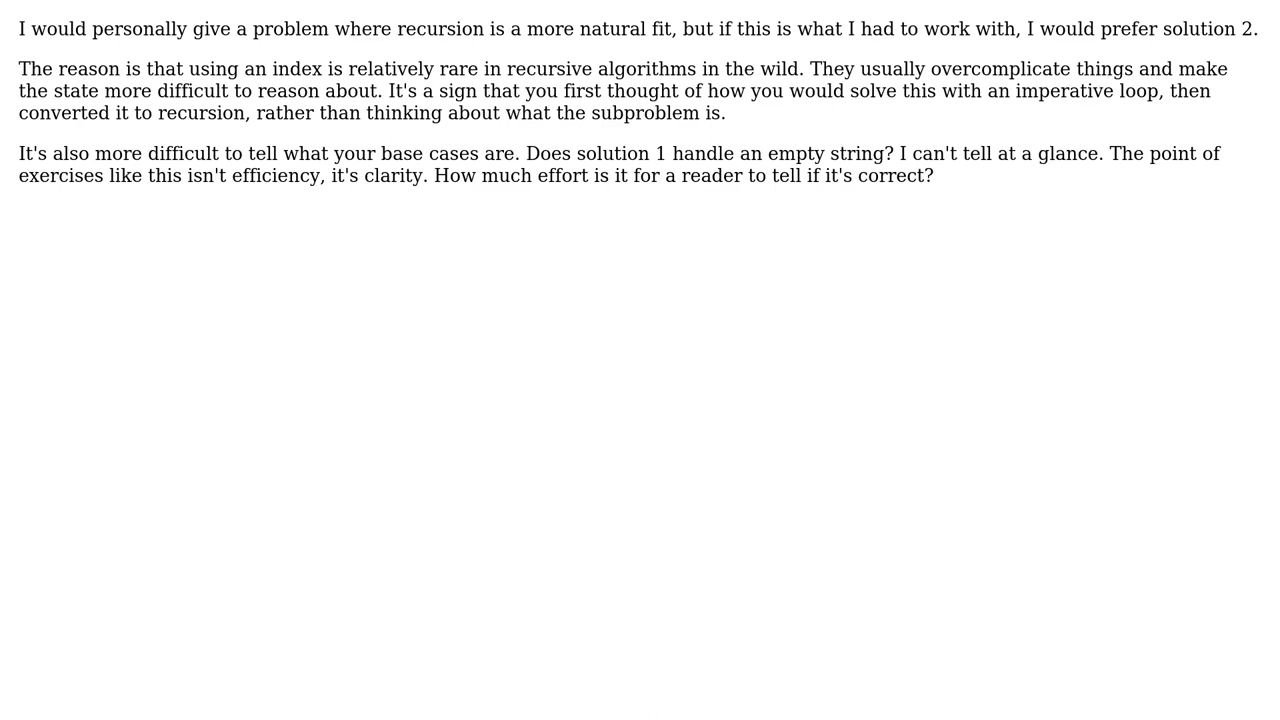 I would personally give a problem where recursion is a more natural fit, but if this is what I had to work with, I would prefer solution 2.
The reason is that using an index is relatively rare in recursive algorithms in the wild. They usually overcomplicate things and make
the state more difficult to reason about. It's a sign that you first thought of how you would solve this with an imperative loop, then
converted it to recursion, rather than thinking about what the subproblem is.
It's also more difficult to tell what your base cases are. Does solution 1 handle an empty string? I can't tell at a glance. The point of
exercises like this isn't efficiency, it's clarity. How much effort is it for a reader to tell if it's correct?